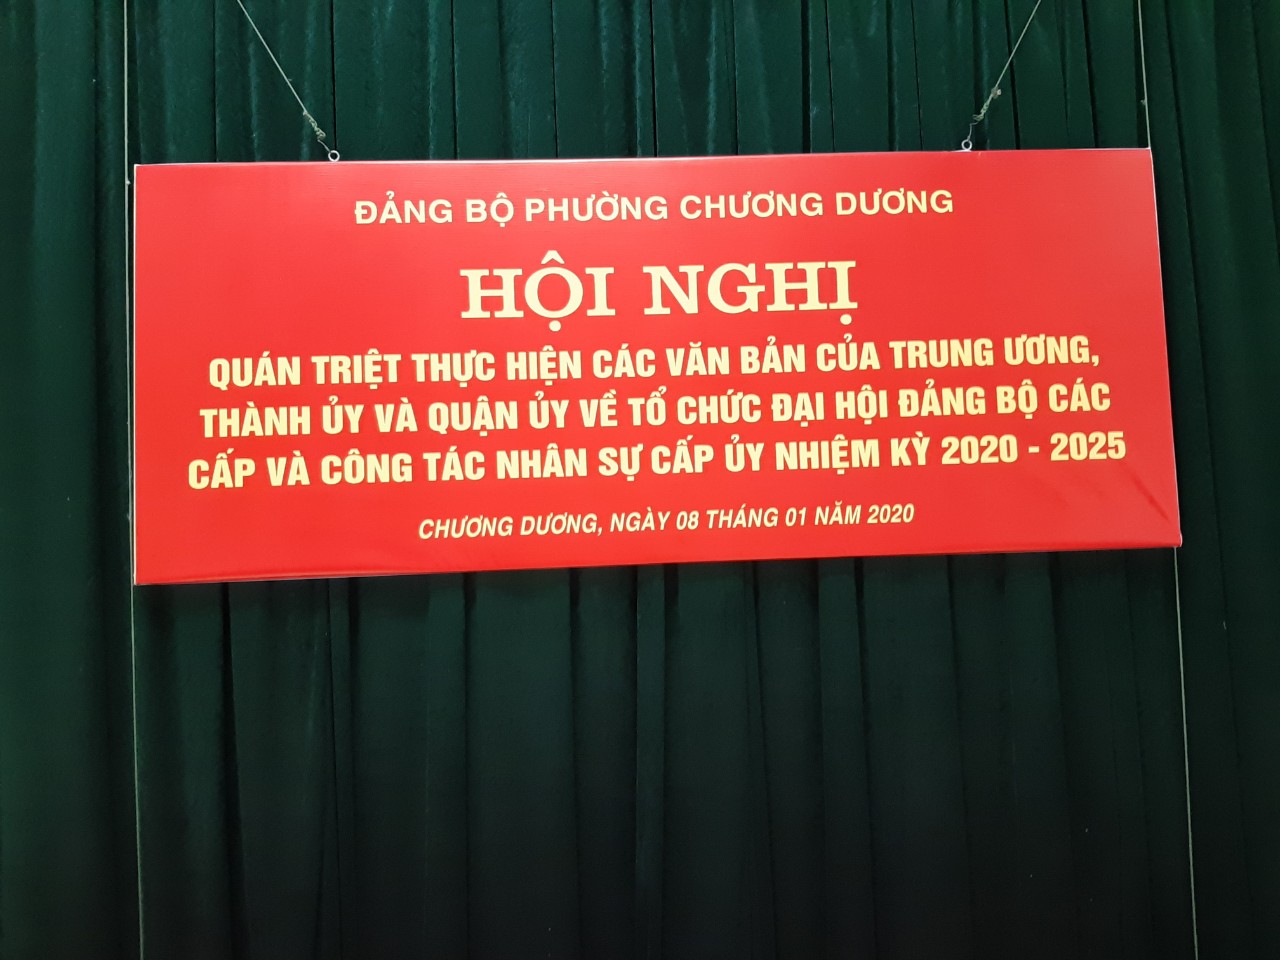 ĐẢNG BỘ PHƯỜNG CHƯƠNG DƯƠNG
HỘI NGHỊ
QUÁN TRIỆT THỰC HIỆN CÁC VĂN BẢN CỦA TRUNG ƯƠNG,
THÀNH ỦY VÀ QUẬN ỦY VỀ TỔ CHỨC ĐẠI HỘI ĐẢNG BỘ CÁC
CẤP VÀ CÔNG TÁC NHÂN SỰ CẤP ỦY NHIỆM KỲ 2020 - 2025
CHƯƠNG DƯƠNG, NGÀY 08 THÁNG 01 NĂM 2020